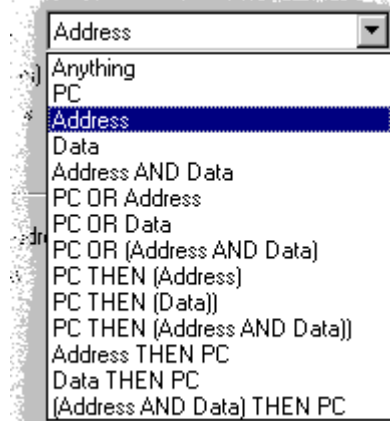 Address
Anything
PC
Address
Data
Address AND Data
PC OR Address
PC OR Data
PC OR (Address AND Data)
PC THEN (Address)
PC THEN (Data))
PC THEN (Address AND Data))
Address THEN PC
Data THEN PC
(Address AND Data) THEN PC